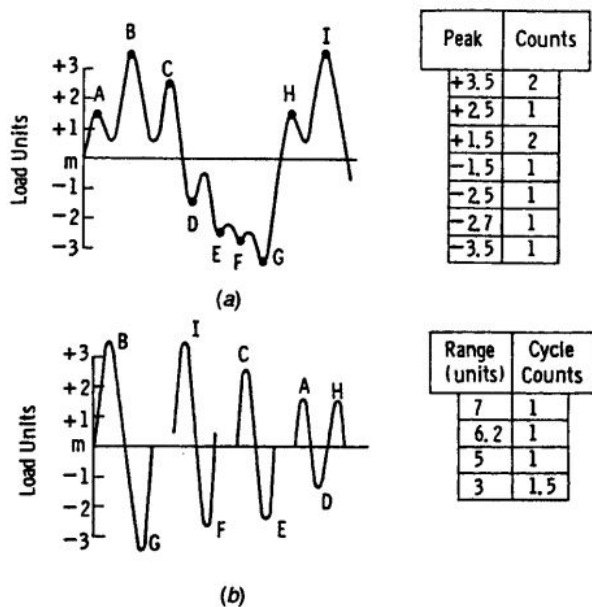 Load Units
+3
+2
+1
m
-1
-2
-3
A
B
C
D
E
F
G
H
I
(a)
Peak Counts
+3.5 2
+2.5 1
+1.5 2
-1.5 1
-2.5 1
-2.7 1
-3.5 1
Load Units
+3
+2
+1
m
-1
-2
-3
B
G
I
F
C
E
A
H
D
(b)
Range Cycle
(units) Counts
7 1
6.2 1
5 1
3 1.5